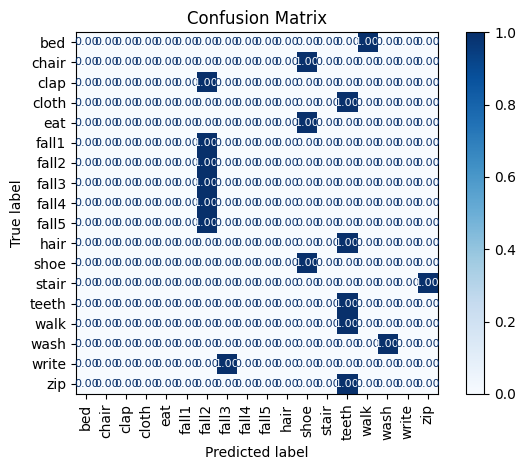 Confusion Matrix
True label
bed 0.00 0.00 0.00 0.00 0.00 0.00 0.00 0.00 0.00 0.00 0.00 0.00 0.00 0.00 1.00 0.00 0.00 0.00
chair 0.00 0.00 0.00 0.00 0.00 0.00 0.00 0.00 0.00 0.00 0.00 1.00 0.00 0.00 0.00 0.00 0.00 0.00
clap 0.00 0.00 0.00 0.00 0.00 0.00 1.00 0.00 0.00 0.00 0.00 0.00 0.00 0.00 0.00 0.00 0.00 0.00
cloth 0.00 0.00 0.00 0.00 0.00 0.00 0.00 0.00 0.00 0.00 0.00 0.00 0.00 1.00 0.00 0.00 0.00 0.00
eat 0.00 0.00 0.00 0.00 0.00 0.00 0.00 0.00 0.00 0.00 0.00 1.00 0.00 0.00 0.00 0.00 0.00 0.00
fall1 0.00 0.00 0.00 0.00 0.00 0.00 1.00 0.00 0.00 0.00 0.00 0.00 0.00 0.00 0.00 0.00 0.00 0.00
fall2 0.00 0.00 0.00 0.00 0.00 0.00 1.00 0.00 0.00 0.00 0.00 0.00 0.00 0.00 0.00 0.00 0.00 0.00
fall3 0.00 0.00 0.00 0.00 0.00 0.00 1.00 0.00 0.00 0.00 0.00 0.00 0.00 0.00 0.00 0.00 0.00 0.00
fall4 0.00 0.00 0.00 0.00 0.00 0.00 1.00 0.00 0.00 0.00 0.00 0.00 0.00 0.00 0.00 0.00 0.00 0.00
fall5 0.00 0.00 0.00 0.00 0.00 0.00 1.00 0.00 0.00 0.00 0.00 0.00 0.00 0.00 0.00 0.00 0.00 0.00
hair 0.00 0.00 0.00 0.00 0.00 0.00 0.00 0.00 0.00 0.00 0.00 0.00 0.00 1.00 0.00 0.00 0.00 0.00
shoe 0.00 0.00 0.00 0.00 0.00 0.00 0.00 0.00 0.00 0.00 0.00 1.00 0.00 0.00 0.00 0.00 0.00 0.00
stair 0.00 0.00 0.00 0.00 0.00 0.00 0.00 0.00 0.00 0.00 0.00 0.00 0.00 0.00 0.00 0.00 0.00 1.00
teeth 0.00 0.00 0.00 0.00 0.00 0.00 0.00 0.00 0.00 0.00 0.00 0.00 0.00 1.00 0.00 0.00 0.00 0.00
walk 0.00 0.00 0.00 0.00 0.00 0.00 0.00 0.00 0.00 0.00 0.00 0.00 0.00 1.00 0.00 0.00 0.00 0.00
wash 0.00 0.00 0.00 0.00 0.00 0.00 0.00 0.00 0.00 0.00 0.00 0.00 0.00 0.00 0.00 1.00 0.00 0.00
write 0.00 0.00 0.00 0.00 0.00 0.00 0.00 1.00 0.00 0.00 0.00 0.00 0.00 0.00 0.00 0.00 0.00 0.00
zip 0.00 0.00 0.00 0.00 0.00 0.00 0.00 0.00 0.00 0.00 0.00 0.00 0.00 1.00 0.00 0.00 0.00 0.00
bed chair clap cloth eat fall1 fall2 fall3 fall4 fall5 hair shoe stair teeth walk wash write zip
Predicted label
1.0
0.8
0.6
0.4
0.2
0.0